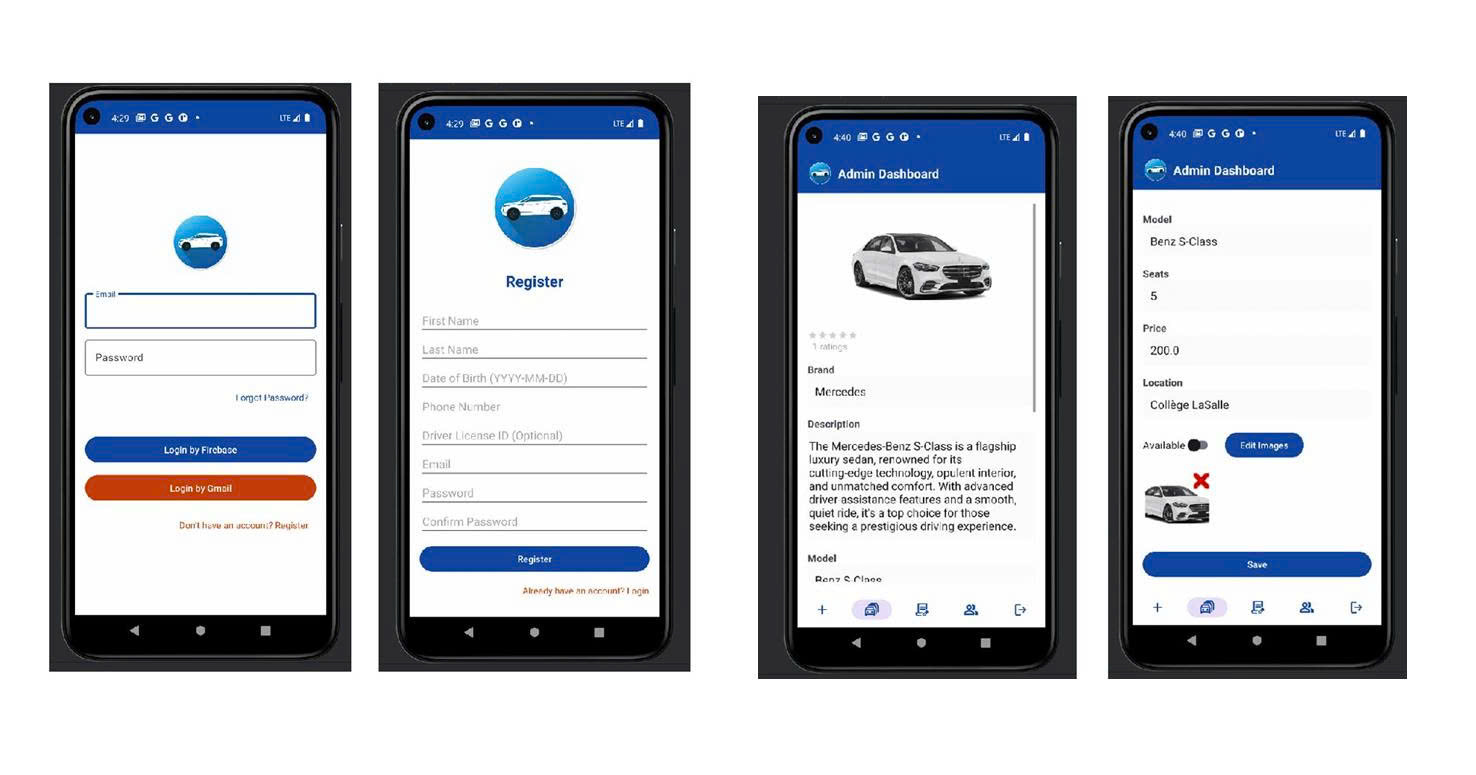 4:29
LTE
Email
Password
Forgot Password?
Login by Firebase
Login by Gmail
Don't have an account? Register
4:29
LTE
Register
First Name
Last Name
Date of Birth (YYYY-MM-DD)
Phone Number
Driver License ID (Optional)
Email
Password
Confirm Password
Register
Already have an account? Login
4:40
LTE
Admin Dashboard
1 ratings
Brand
Mercedes
Description
The Mercedes-Benz S-Class is a flagship
luxury sedan, renowned for its
cutting-edge technology, opulent interior,
and unmatched comfort. With advanced
driver assistance features and a smooth,
quiet ride, it's a top choice for those
seeking a prestigious driving experience.
Model
Benz S-Class
4:40
LTE
Admin Dashboard
Model
Benz S-Class
Seats
5
Price
200.0
Location
Collège LaSalle
Available
Edit Images
Save